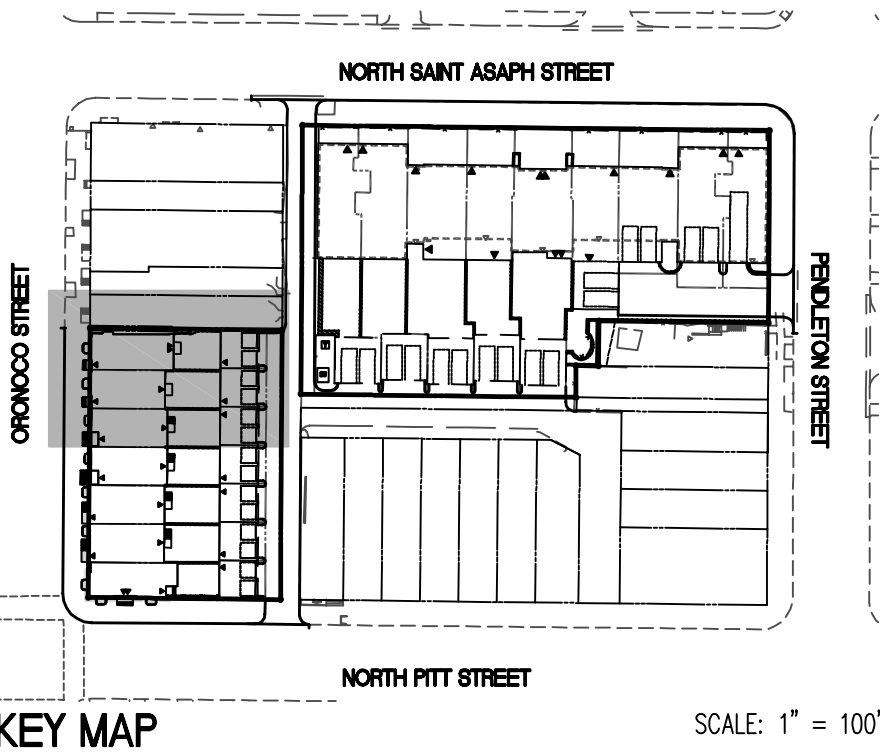 NORTH SAINT ASAPH STREET
ORONOCO STREET
PENDLETON STREET
NORTH PITT STREET
KEY MAP
SCALE: 1" = 100'